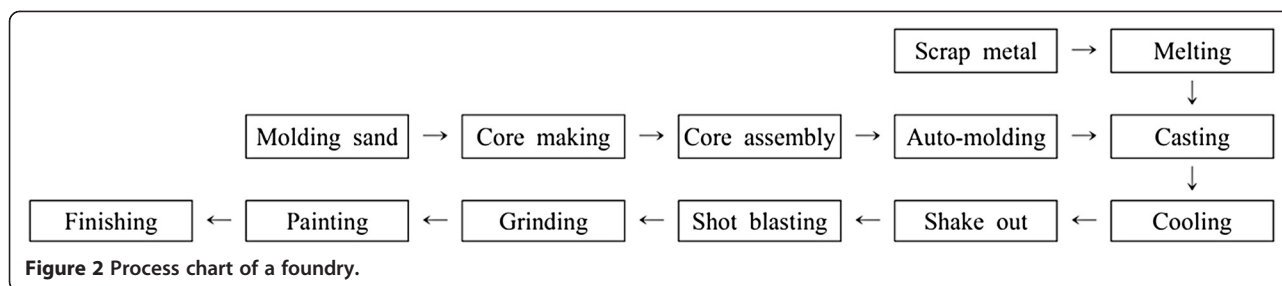 Scrap metal → Melting
↓
Molding sand → Core making → Core assembly → Auto-molding → Casting
↓
Finishing ← Painting ← Grinding ← Shot blasting ← Shake out ← Cooling
Figure 2 Process chart of a foundry.